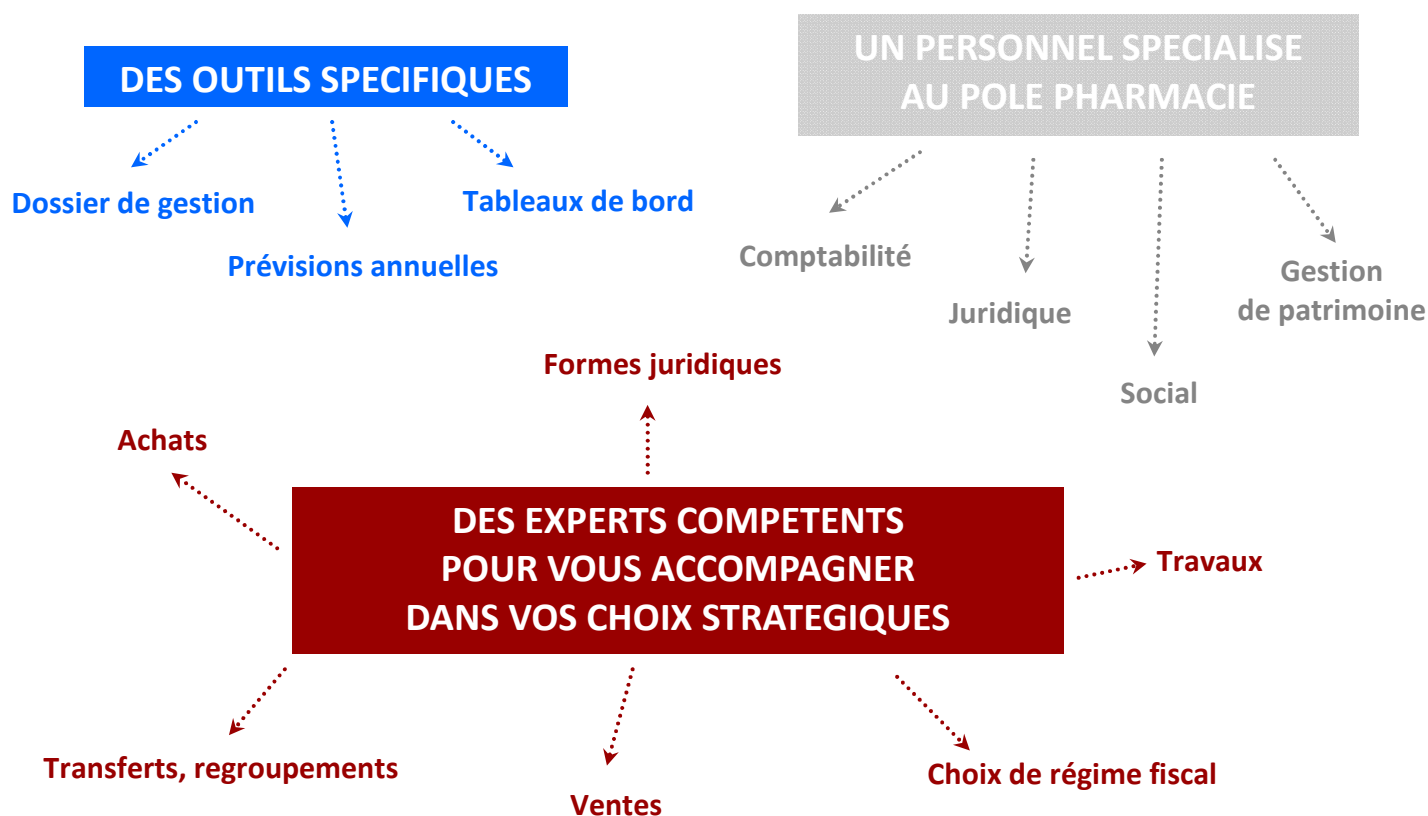 DES OUTILS SPECIFIQUES
Dossier de gestion
Prévisions annuelles
Tableaux de bord
UN PERSONNEL SPECIALISE
AU POLE PHARMACIE
Comptabilité
Juridique
Social
Gestion
de patrimoine
Formes juridiques
Achats
DES EXPERTS COMPETENTS
POUR VOUS ACCOMPAGNER
DANS VOS CHOIX STRATEGIQUES
Travaux
Transferts, regroupements
Ventes
Choix de régime fiscal